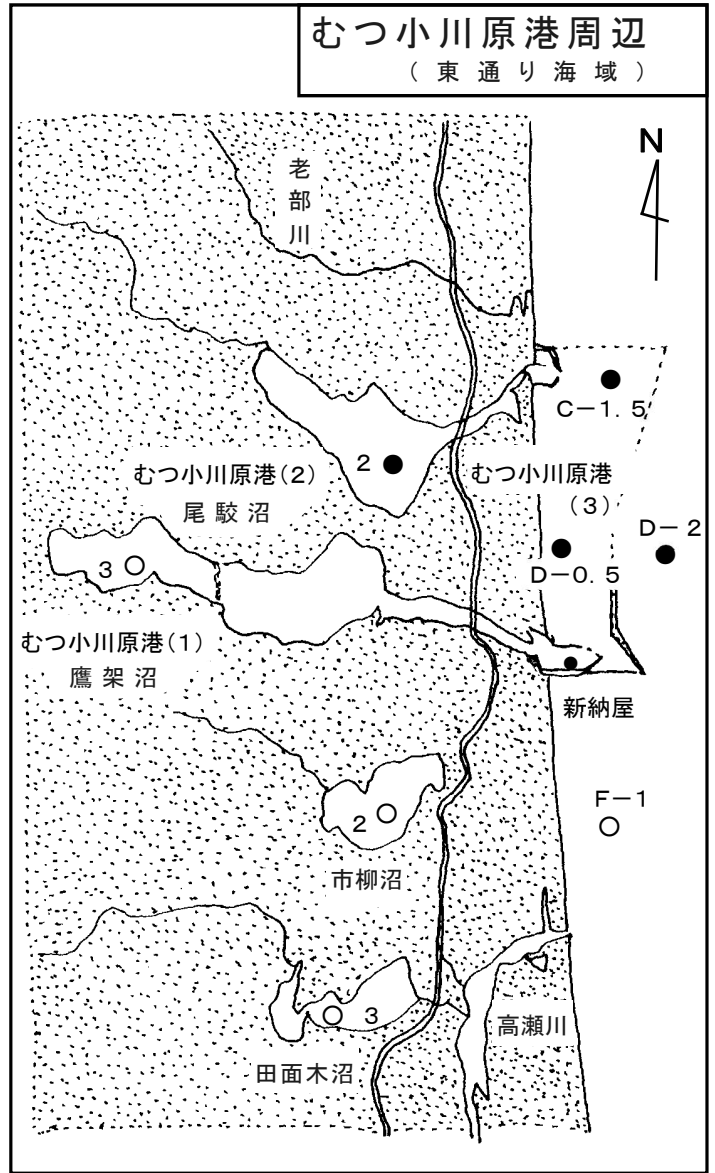 むつ小川原港周辺
（東通り海域）
N
老部川
C－1.5
2
むつ小川原港(2)
尾駮沼
むつ小川原港
(3)
D－2
D－0.5
3
むつ小川原港(1)
鷹架沼
新納屋
F－1
2
市柳沼
3
高瀬川
田面木沼